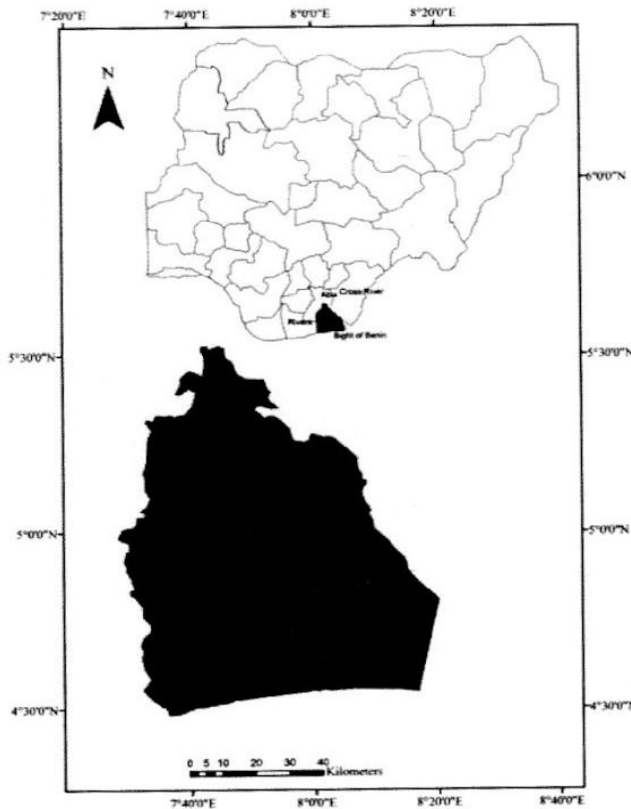 7°20'0"E 7°40'0"E 8°0'0"E 8°20'0"E
N
6°0'0"N
Abia Cross River
Rivers
Bight of Benin
5°30'0"N 5°30'0"N
5°0'0"N 5°0'0"N
4°30'0"N 4°30'0"N
0 5 10 20 30 40
Kilometers
7°40'0"E 8°0'0"E 8°20'0"E 8°40'0"E